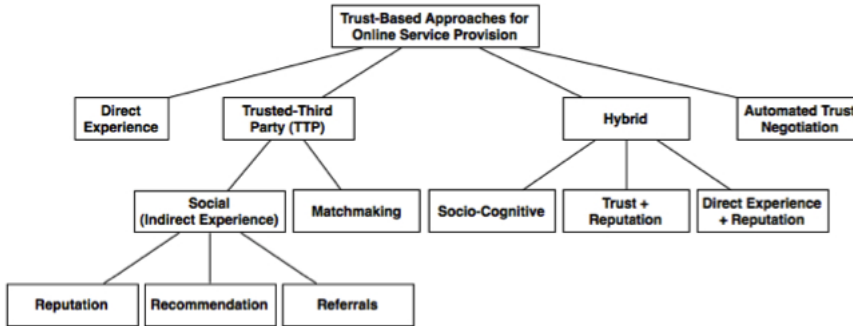 Trust-Based Approaches for
Online Service Provision
Direct
Experience
Trusted-Third
Party (TTP)
Hybrid
Automated Trust
Negotiation
Social
(Indirect Experience)
Matchmaking
Socio-Cognitive
Trust +
Reputation
Direct Experience
+ Reputation
Reputation
Recommendation
Referrals